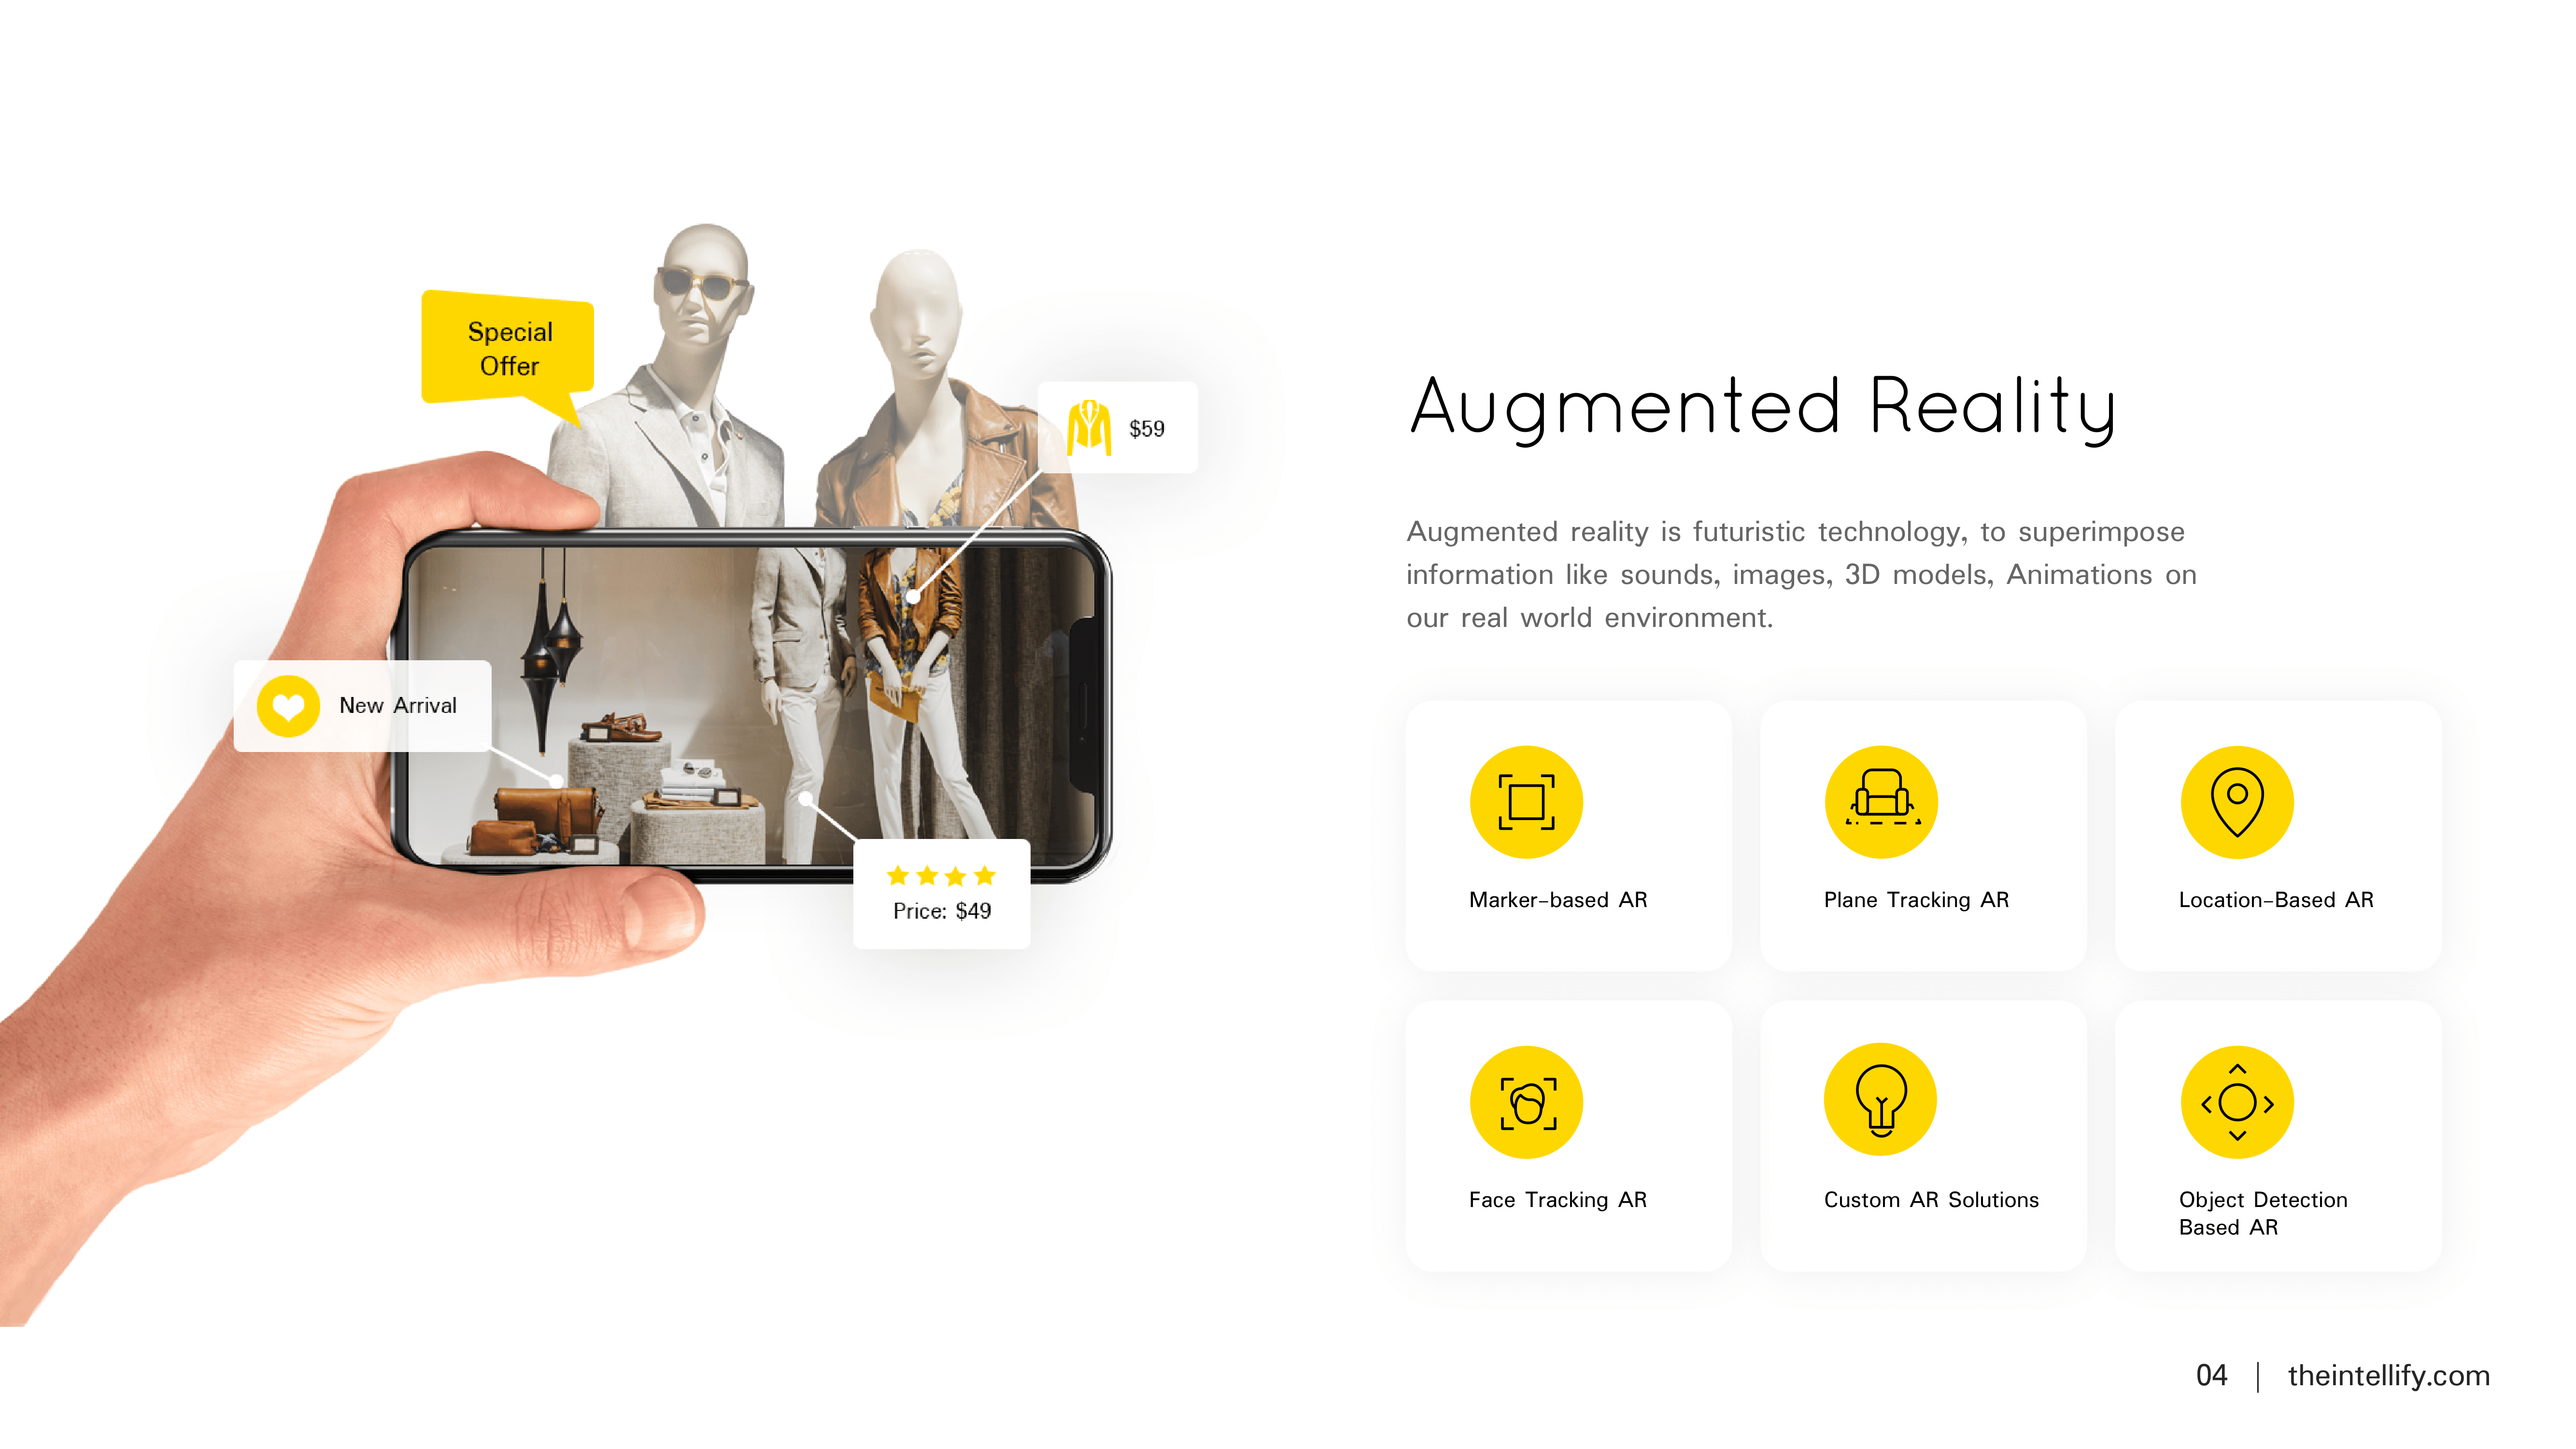 Special
Offer
$59
New Arrival
Price: $49
Augmented Reality
Augmented reality is futuristic technology, to superimpose
information like sounds, images, 3D models, Animations on
our real world environment.
Marker-based AR
Plane Tracking AR
Location-Based AR
Face Tracking AR
Custom AR Solutions
Object Detection
Based AR
04 | theintellify.com